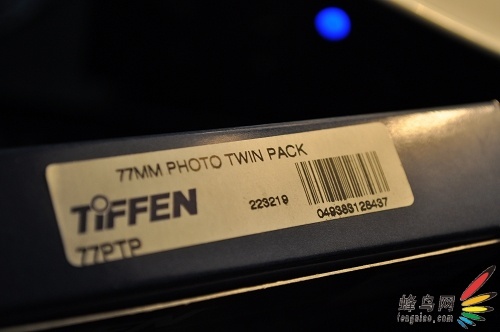 77MM PHOTO TWIN PACK
TiFFEN
223219
049383128437
77PTP
蜂鸟网
fengniao.com